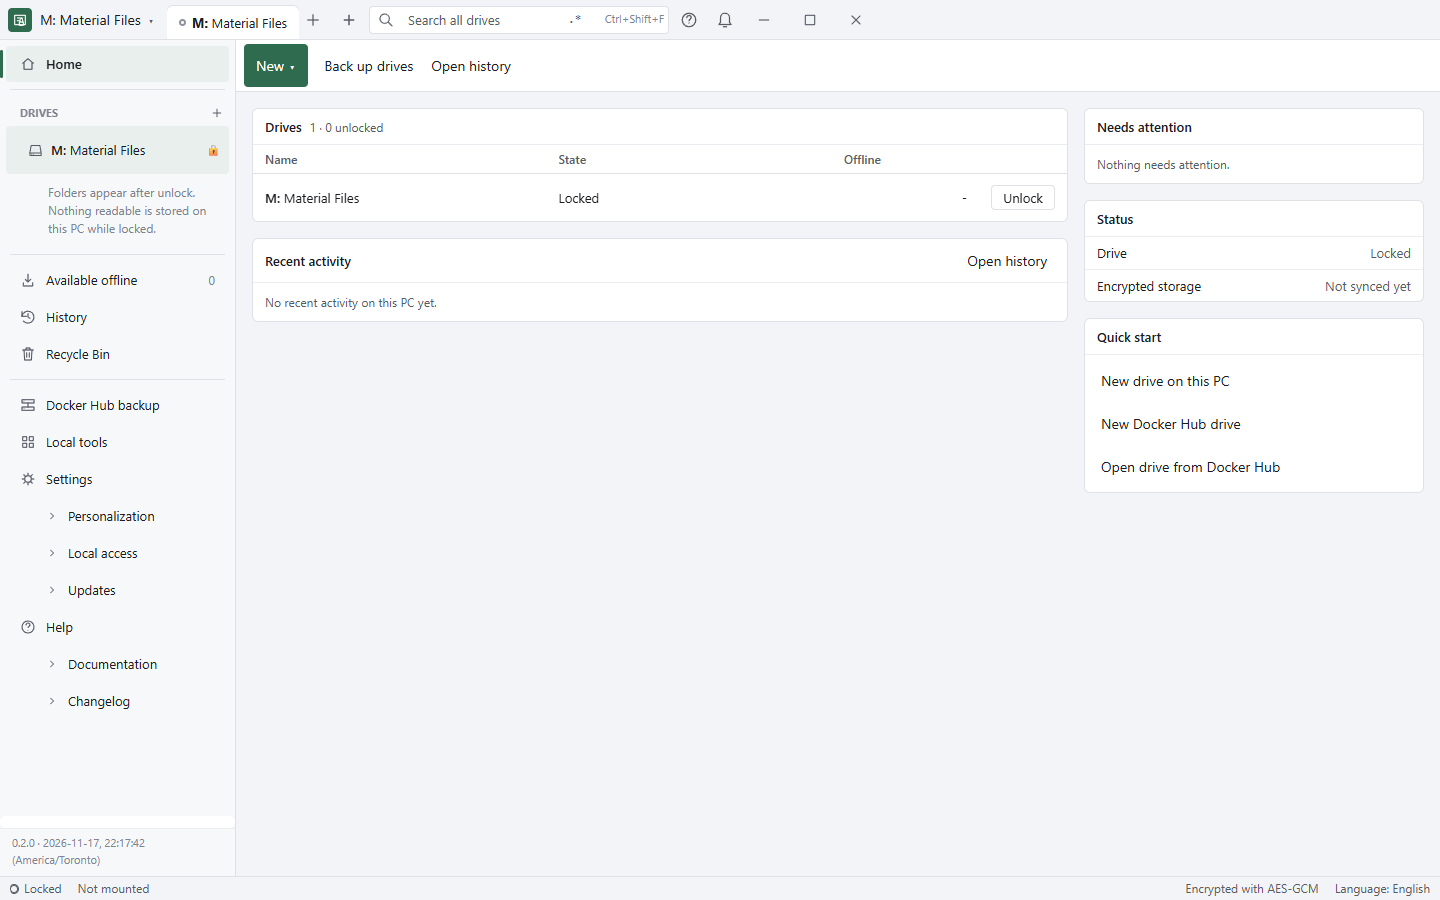 M: Material Files
M: Material Files
Search all drives
.*
Ctrl+Shift+F
Home
DRIVES
M: Material Files
Folders appear after unlock.
Nothing readable is stored on
this PC while locked.
Available offline 0
History
Recycle Bin
Docker Hub backup
Local tools
Settings
Personalization
Local access
Updates
Help
Documentation
Changelog
0.2.0 · 2026-11-17, 22:17:42
(America/Toronto)
New
Back up drives
Open history
Drives 1 · 0 unlocked
Name State Offline
M: Material Files Locked - Unlock
Recent activity Open history
No recent activity on this PC yet.
Needs attention
Nothing needs attention.
Status
Drive Locked
Encrypted storage Not synced yet
Quick start
New drive on this PC
New Docker Hub drive
Open drive from Docker Hub
Locked Not mounted
Encrypted with AES-GCM Language: English